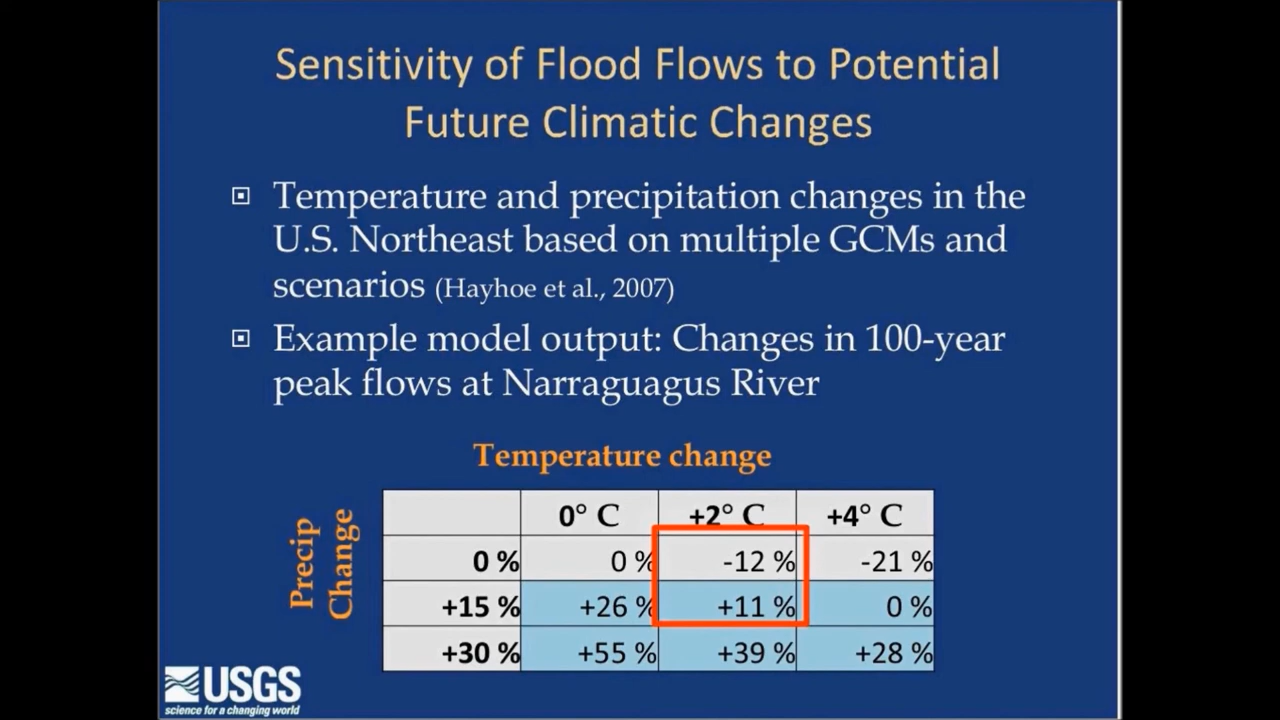 Sensitivity of Flood Flows to Potential
Future Climatic Changes
Temperature and precipitation changes in the
U.S. Northeast based on multiple GCMs and
scenarios (Hayhoe et al., 2007)
Example model output: Changes in 100-year
peak flows at Narraguagus River
Temperature change
Precip
Change
0° C +2° C +4° C
0 % 0 % -12 % -21 %
+15 % +26 % +11 % 0 %
+30 % +55 % +39 % +28 %
USGS
science for a changing world